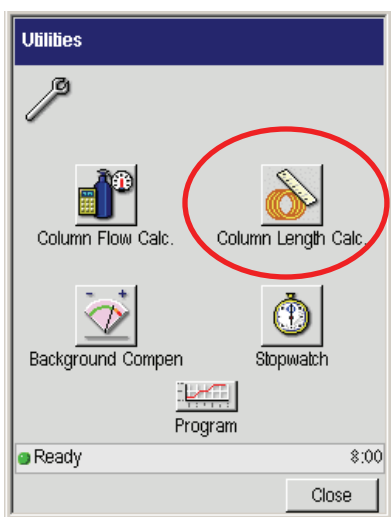 Utilities
Column Flow Calc.
Column Length Calc.
Background Compen
Stopwatch
Program
Ready
8:00
Close